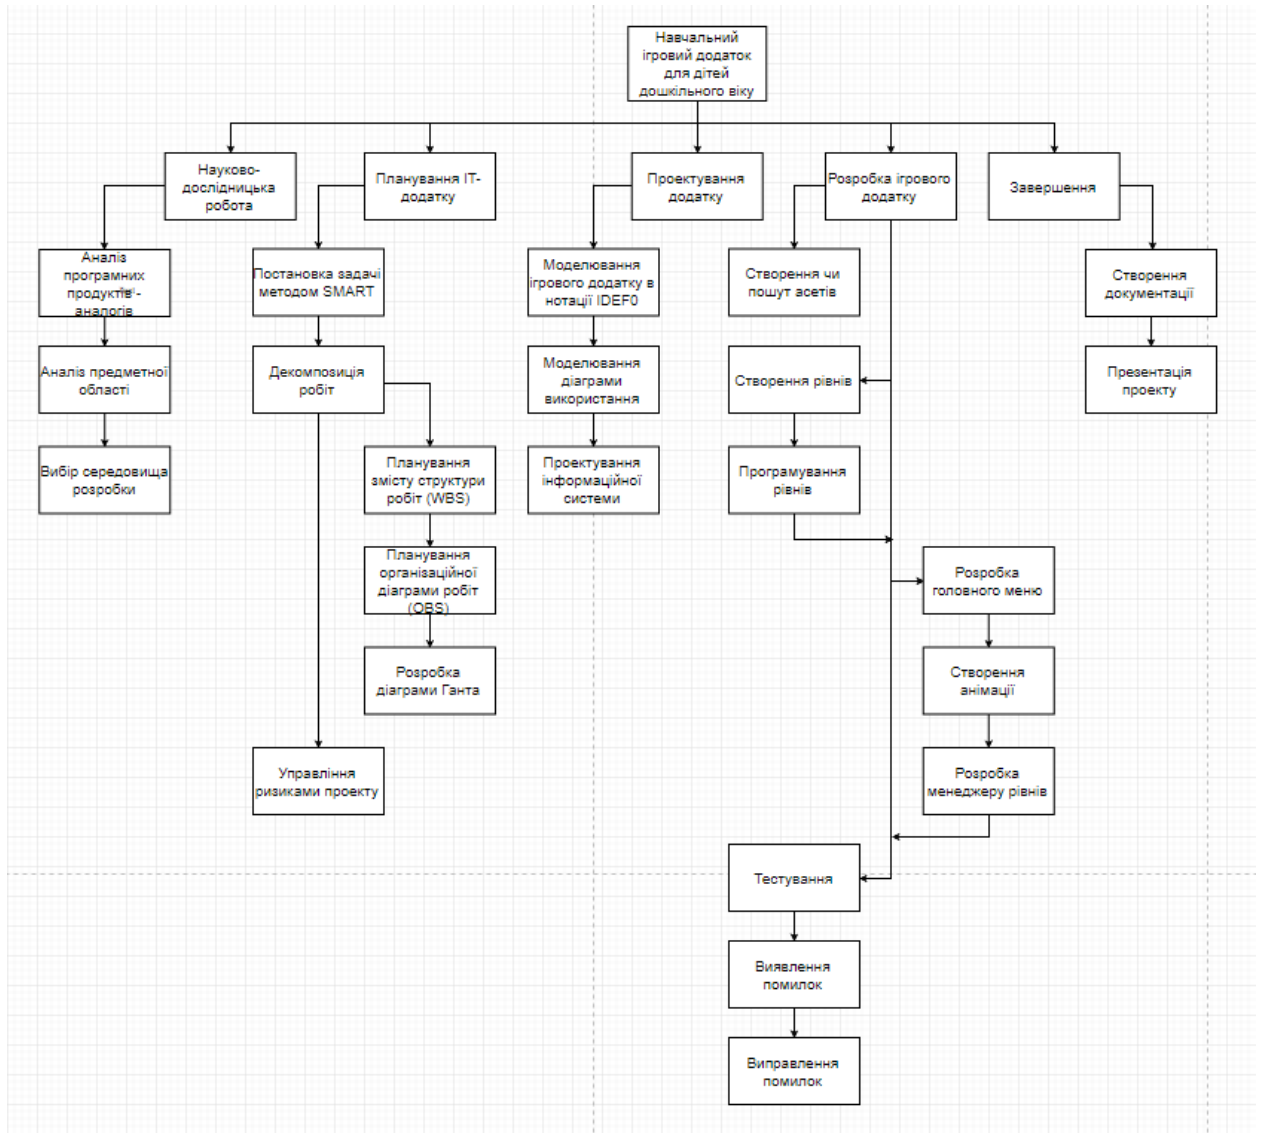 Навчальний
ігровий додаток
для дітей
дошкільного віку
Науково-
дослідницька
робота
Планування ІТ-
додатку
Проектування
додатку
Розробка ігрового
додатку
Завершення
Аналіз
програмних
продуктів'-
аналогів
Постановка задачі
методом SMART
Моделювання
ігрового додатку в
нотації IDEF0
Створення чи
пошут асетів
Створення
документації
Аналіз предметної
області
Декомпозиція
робіт
Моделювання
діаграми
використання
Створення рівнів
Презентація
проекту
Вибір середовища
розробки
Планування
змісту структури
робіт (WBS)
Проектування
інформаційної
системи
Програмування
рівнів
Планування
організаційної
діаграми робіт
(OBS)
Розробка
головного меню
Розробка
діаграми Ганта
Створення
анімації
Управління
ризиками проекту
Розробка
менеджеру рівнів
Тестування
Виявлення
помилок
Виправлення
помилок